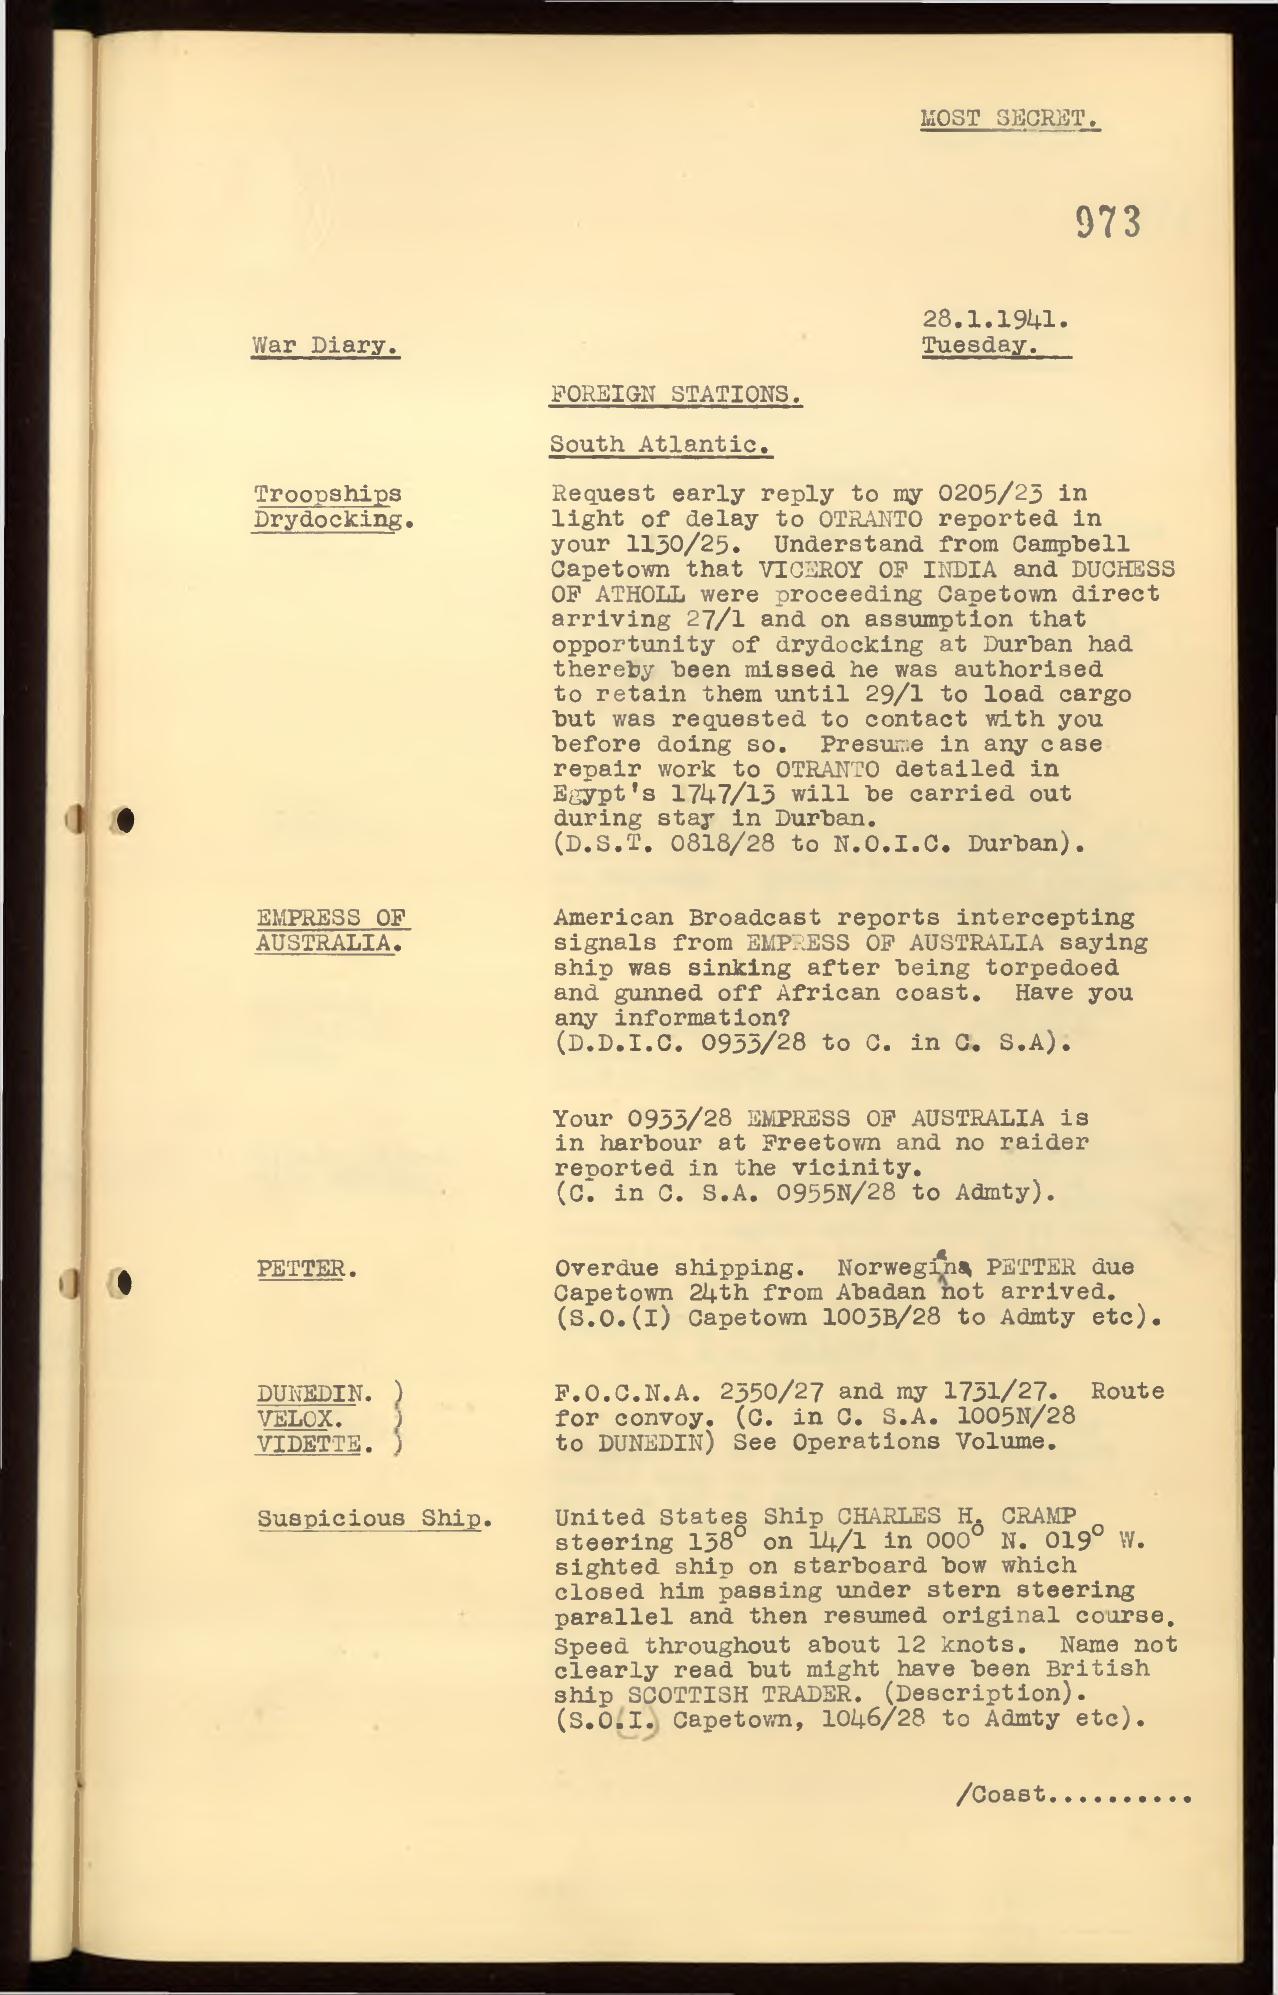 MOST SECRET.
973
28.1.1941.
War Diary.
Tuesday.
FOREIGN STATIONS.
South Atlantic.
Troopships
Drydocking.
Request early reply to my 0205/23 in
light of delay to OTRANTO reported in
your 1130/25. Understand from Campbell
Capetown that VICEROY OF INDIA and DUCHESS
OF ATHOLL were proceeding Capetown direct
arriving 27/1 and on assumption that
opportunity of drydocking at Durban had
thereby been missed he was authorised
to retain them until 29/1 to load cargo
but was requested to contact with you
before doing so. Presume in any case
repair work to OTRANTO detailed in
Egypt's 1747/13 will be carried out
during stay in Durban.
(D.S.T. 0818/28 to N.O.I.C. Durban).
EMPRESS OF
AUSTRALIA.
American Broadcast reports intercepting
signals from EMPRESS OF AUSTRALIA saying
ship was sinking after being torpedoed
and gunned off African coast. Have you
any information?
(D.D.I.C. 0933/28 to C. in C. S.A).
Your 0933/28 EMPRESS OF AUSTRALIA is
in harbour at Freetown and no raider
reported in the vicinity.
(C. in C. S.A. 0955N/28 to Admty).
PETTER.
Overdue shipping. Norwegian PETTER due
Capetown 24th from Abadan not arrived.
(S.O.(I) Capetown 1003B/28 to Admty etc).
DUNEDIN. )
VELOX. )
VIDETTE. )
F.O.C.N.A. 2350/27 and my 1731/27. Route
for convoy. (C. in C. S.A. 1005N/28
to DUNEDIN) See Operations Volume.
Suspicious Ship.
United States Ship CHARLES H. CRAMP
steering 138° on 14/1 in 000° N. 019° W.
sighted ship on starboard bow which
closed him passing under stern steering
parallel and then resumed original course.
Speed throughout about 12 knots. Name not
clearly read but might have been British
ship SCOTTISH TRADER. (Description).
(S.O.(I.) Capetown, 1046/28 to Admty etc).
/Coast..........